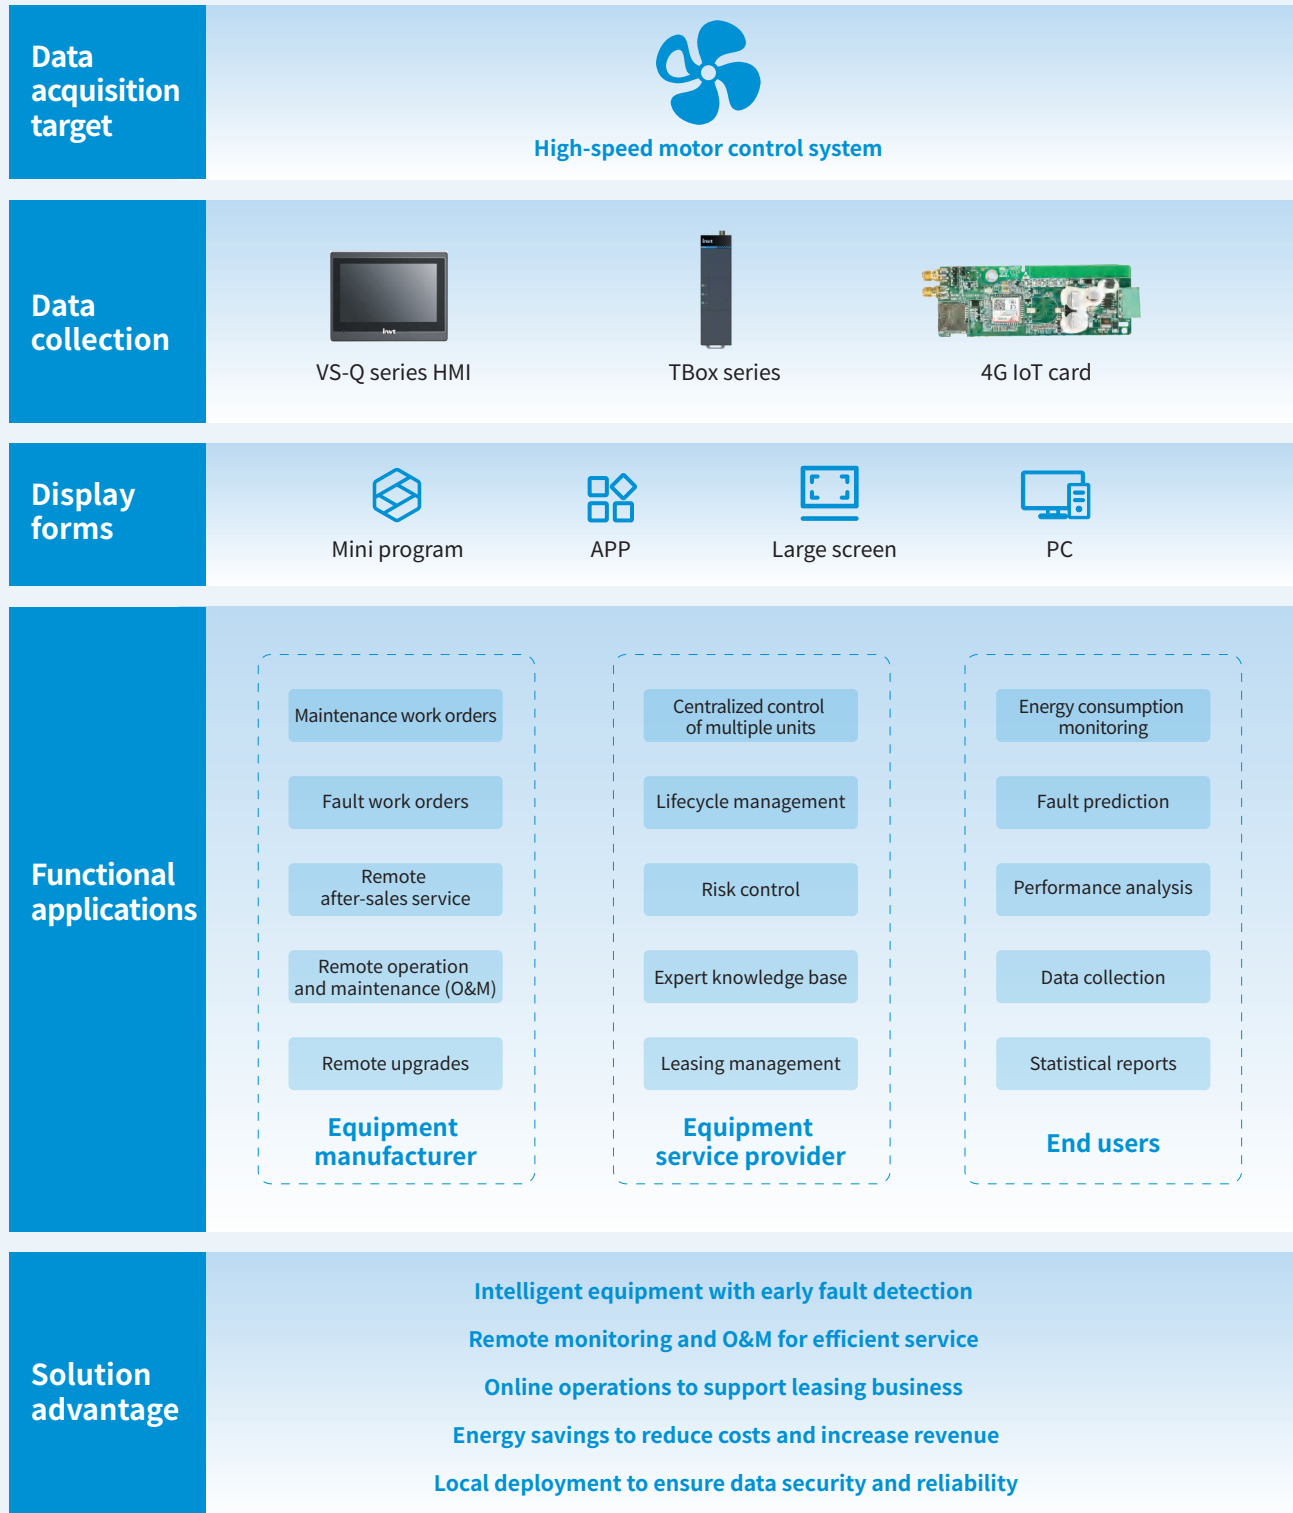 Data
acquisition
target
High-speed motor control system
Data
collection
invt
invt
VS-Q series HMI
TBox series
4G IoT card
Display
forms
Mini program
APP
Large screen
PC
Functional
applications
Maintenance work orders
Fault work orders
Remote
after-sales service
Remote operation
and maintenance (O&M)
Remote upgrades
Equipment
manufacturer
Centralized control
of multiple units
Lifecycle management
Risk control
Expert knowledge base
Leasing management
Equipment
service provider
Energy consumption
monitoring
Fault prediction
Performance analysis
Data collection
Statistical reports
End users
Solution
advantage
Intelligent equipment with early fault detection
Remote monitoring and O&M for efficient service
Online operations to support leasing business
Energy savings to reduce costs and increase revenue
Local deployment to ensure data security and reliability